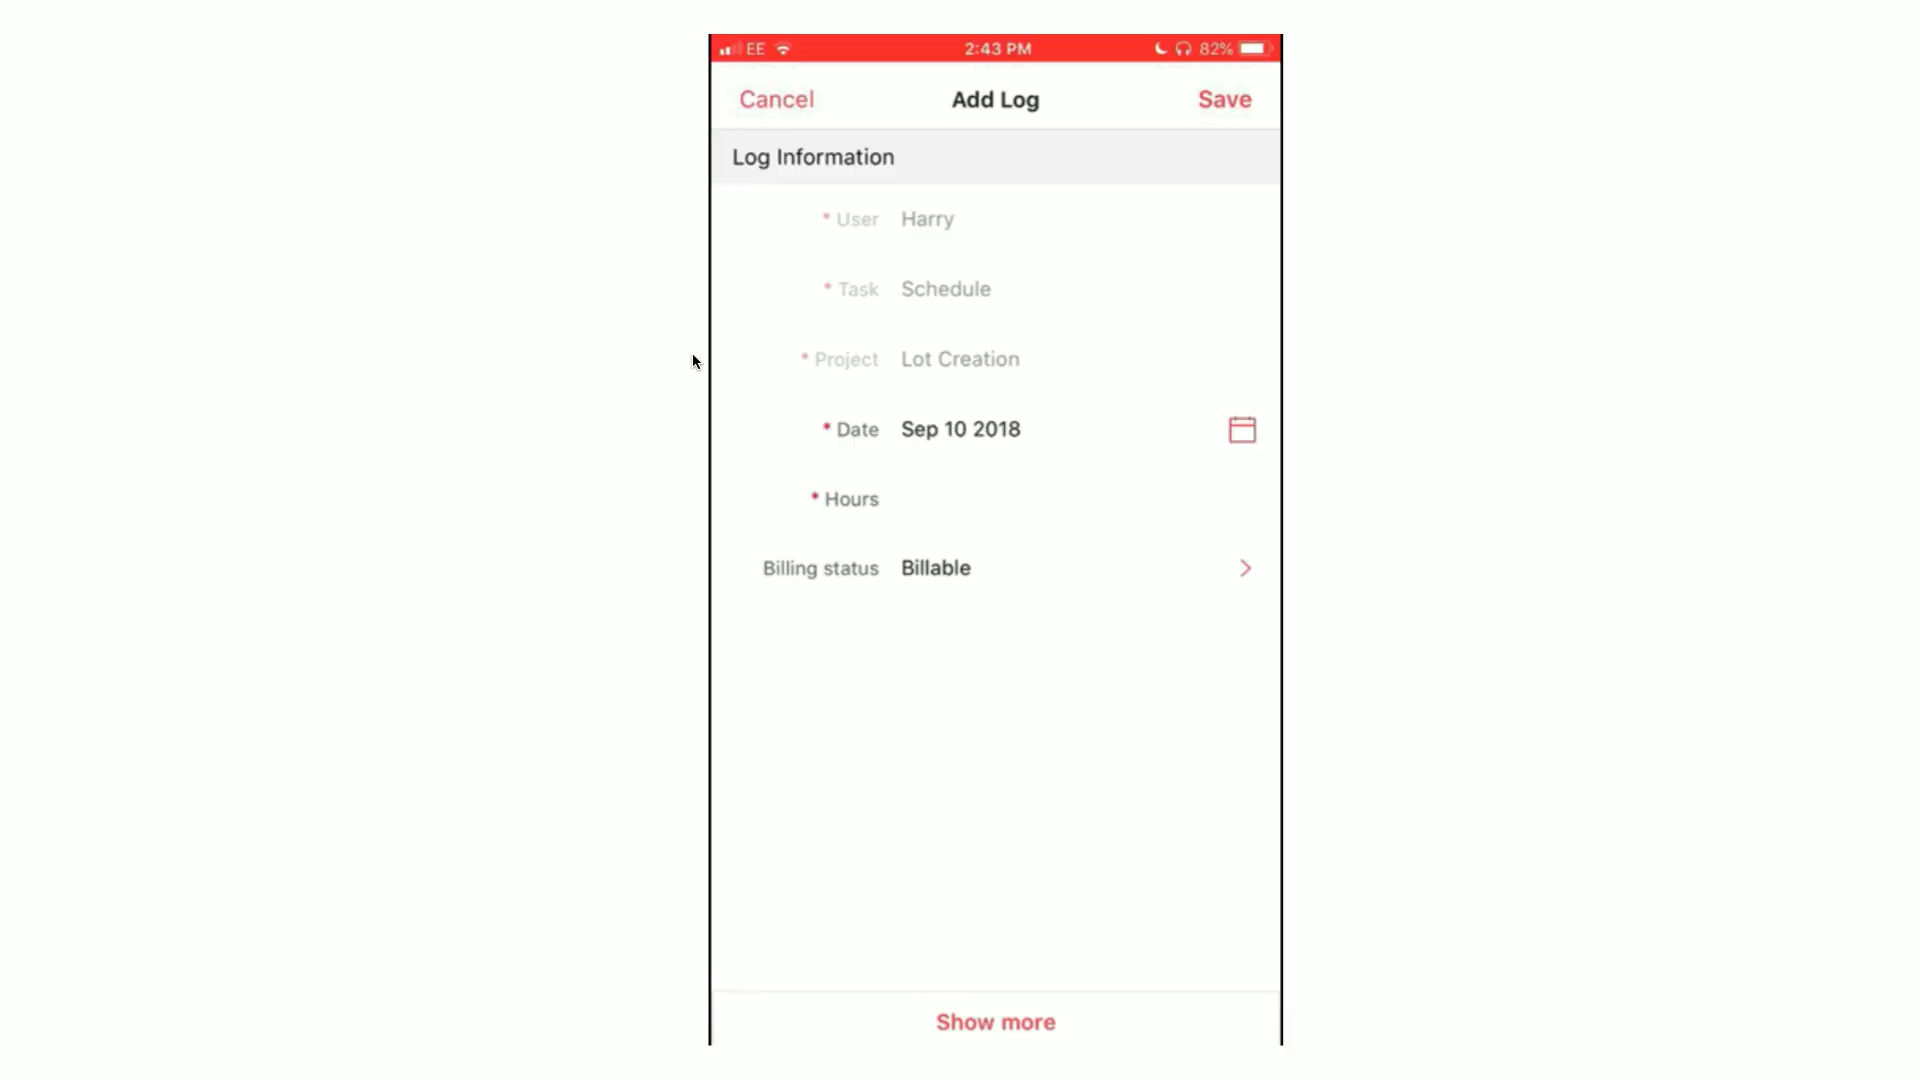 EE 2:43 PM 82%
Cancel Add Log Save
Log Information
* User Harry
* Task Schedule
* Project Lot Creation
* Date Sep 10 2018
* Hours
Billing status Billable
Show more